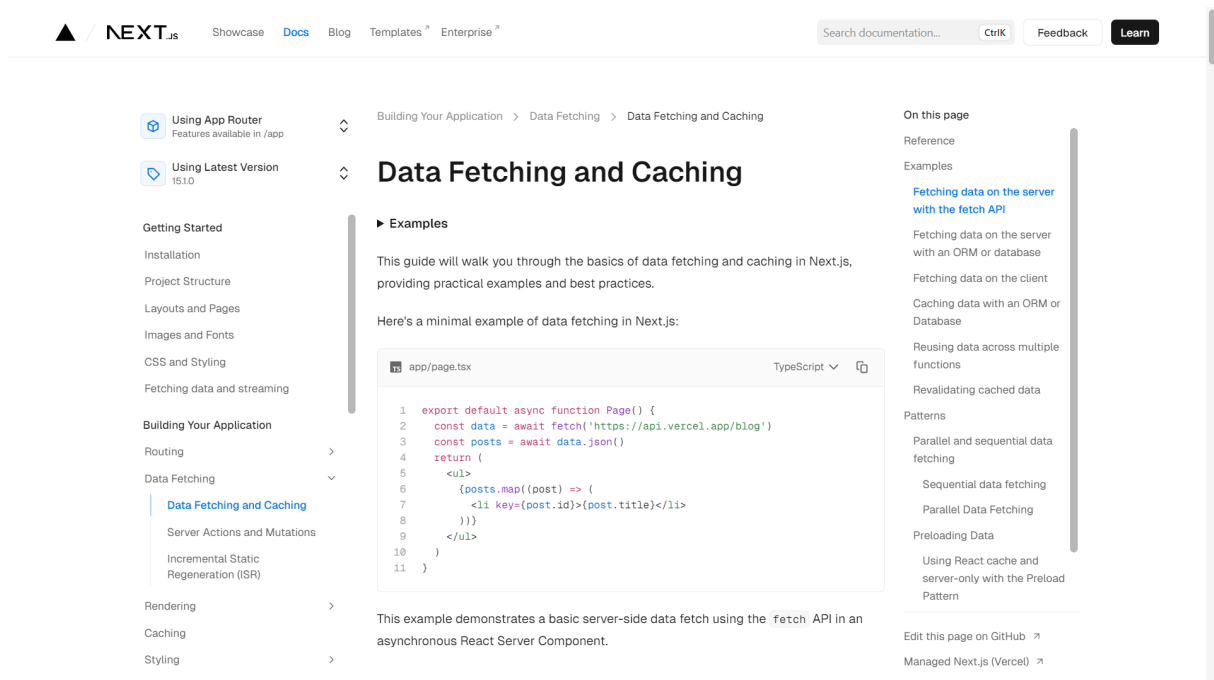 NEXT.JS
Showcase
Docs
Blog
Templates
Enterprise
Search documentation...
CtrlK
Feedback
Learn
Using App Router
Features available in /app
Using Latest Version
15.1.0
Getting Started
Installation
Project Structure
Layouts and Pages
Images and Fonts
CSS and Styling
Fetching data and streaming
Building Your Application
Routing
Data Fetching
Data Fetching and Caching
Server Actions and Mutations
Incremental Static
Regeneration (ISR)
Rendering
Caching
Styling
Building Your Application > Data Fetching > Data Fetching and Caching
Data Fetching and Caching
Examples
This guide will walk you through the basics of data fetching and caching in Next.js,
providing practical examples and best practices.
Here's a minimal example of data fetching in Next.js:
TS app/page.tsx
TypeScript
1 export default async function Page() {
2   const data = await fetch('https://api.vercel.app/blog')
3   const posts = await data.json()
4   return (
5     <ul>
6       {posts.map((post) => (
7         <li key={post.id}>{post.title}</li>
8       ))}
9     </ul>
10   )
11 }
This example demonstrates a basic server-side data fetch using the fetch API in an
asynchronous React Server Component.
On this page
Reference
Examples
Fetching data on the server
with the fetch API
Fetching data on the server
with an ORM or database
Fetching data on the client
Caching data with an ORM or
Database
Reusing data across multiple
functions
Revalidating cached data
Patterns
Parallel and sequential data
fetching
Sequential data fetching
Parallel Data Fetching
Preloading Data
Using React cache and
server-only with the Preload
Pattern
Edit this page on GitHub
Managed Next.js (Vercel)